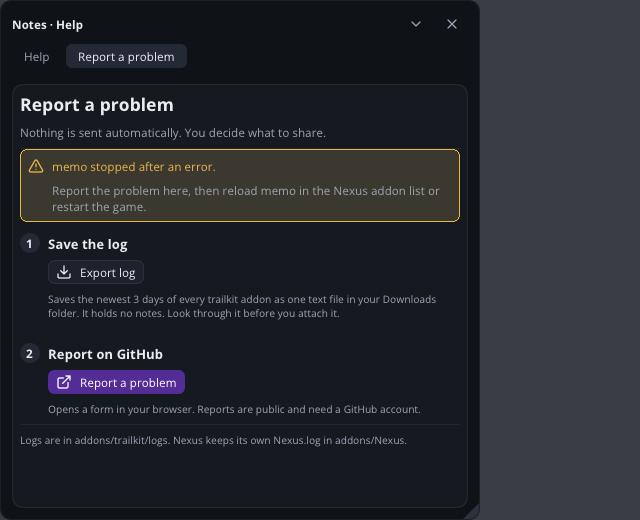 Notes · Help
Help
Report a problem
Report a problem
Nothing is sent automatically. You decide what to share.
memo stopped after an error.
Report the problem here, then reload memo in the Nexus addon list or
restart the game.
1 Save the log
Export log
Saves the newest 3 days of every trailkit addon as one text file in your Downloads
folder. It holds no notes. Look through it before you attach it.
2 Report on GitHub
Report a problem
Opens a form in your browser. Reports are public and need a GitHub account.
Logs are in addons/trailkit/logs. Nexus keeps its own Nexus.log in addons/Nexus.